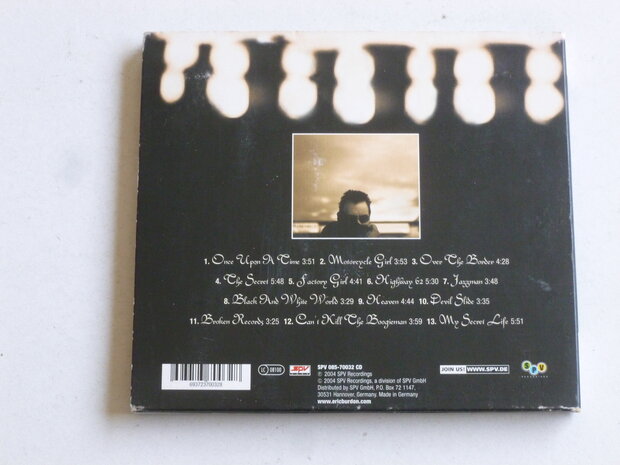 1. Once Upon A Time 3:51 2. Motorcycle Girl 3:53 3. Over The Border 4:28
4. The Secret 5:48 5. Factory Girl 4:41 6. Highway 62 5:30 7. Jazzman 3:48
8. Black And White World 3:29 9. Heaven 4:44 10. Devil Slide 3:35
11. Broken Records 3:25 12. Can't Kill The Boogieman 3:59 13. My Secret Life 5:51
693723700328
LC 08108
SPV
SPV 085-70032 CD
℗ 2004 SPV Recordings
© 2004 SPV Recordings, a division of SPV GmbH
Distributed by SPV GmbH, P.O. Box 72 1147,
30531 Hannover, Germany. Made in Germany
www.ericburdon.com
JOIN US! WWW.SPV.DE
SPV